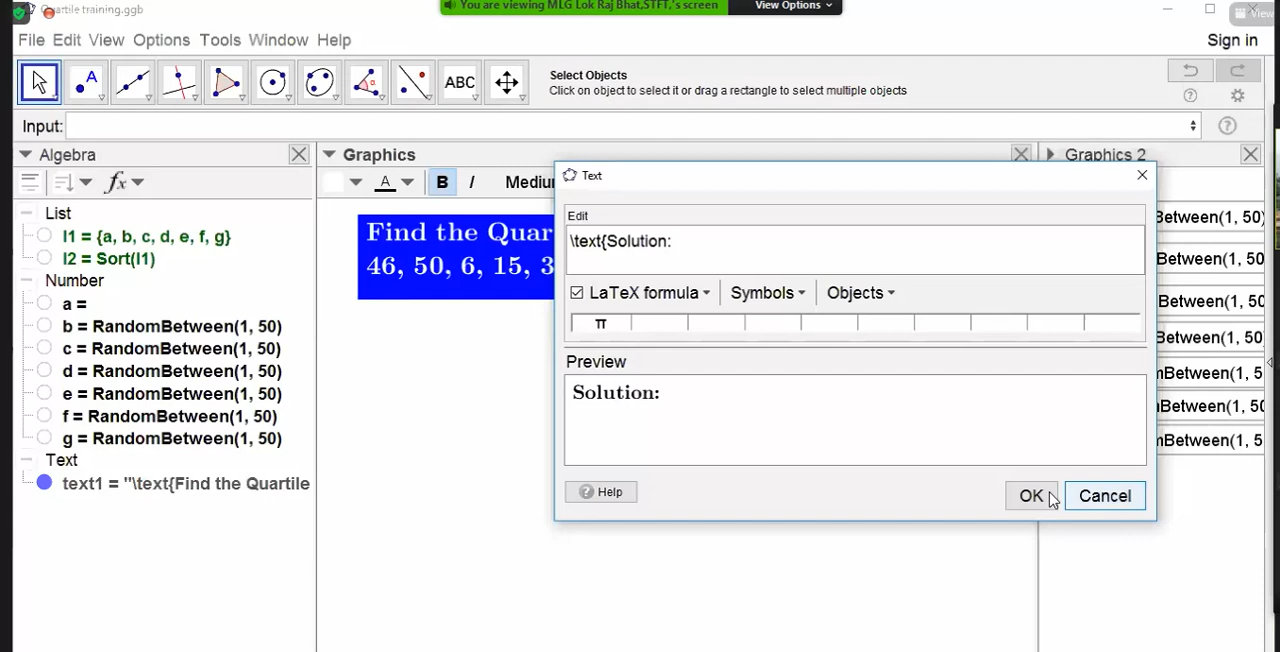 Quartile training.ggb
You are viewing MLG Lok Raj Bhat,STFT,'s screen
View Options
View
File Edit View Options Tools Window Help
Sign in
ABC
Select Objects
Click on object to select it or drag a rectangle to select multiple objects
Input:
Algebra
Graphics
Graphics 2
fx
A
B
I
Medium
List
l1 = {a, b, c, d, e, f, g}
l2 = Sort(l1)
Number
a =
b = RandomBetween(1, 50)
c = RandomBetween(1, 50)
d = RandomBetween(1, 50)
e = RandomBetween(1, 50)
f = RandomBetween(1, 50)
g = RandomBetween(1, 50)
Text
text1 = "\text{Find the Quartile
Find the Quar
46, 50, 6, 15, 3
Text
Edit
\text{Solution:
LaTeX formula
Symbols
Objects
π
Preview
Solution:
Help
OK
Cancel
Between(1, 50)
Between(1, 50
Between(1, 50)
Between(1, 50)
mBetween(1, 5
Between(1, 50
mBetween(1, 5